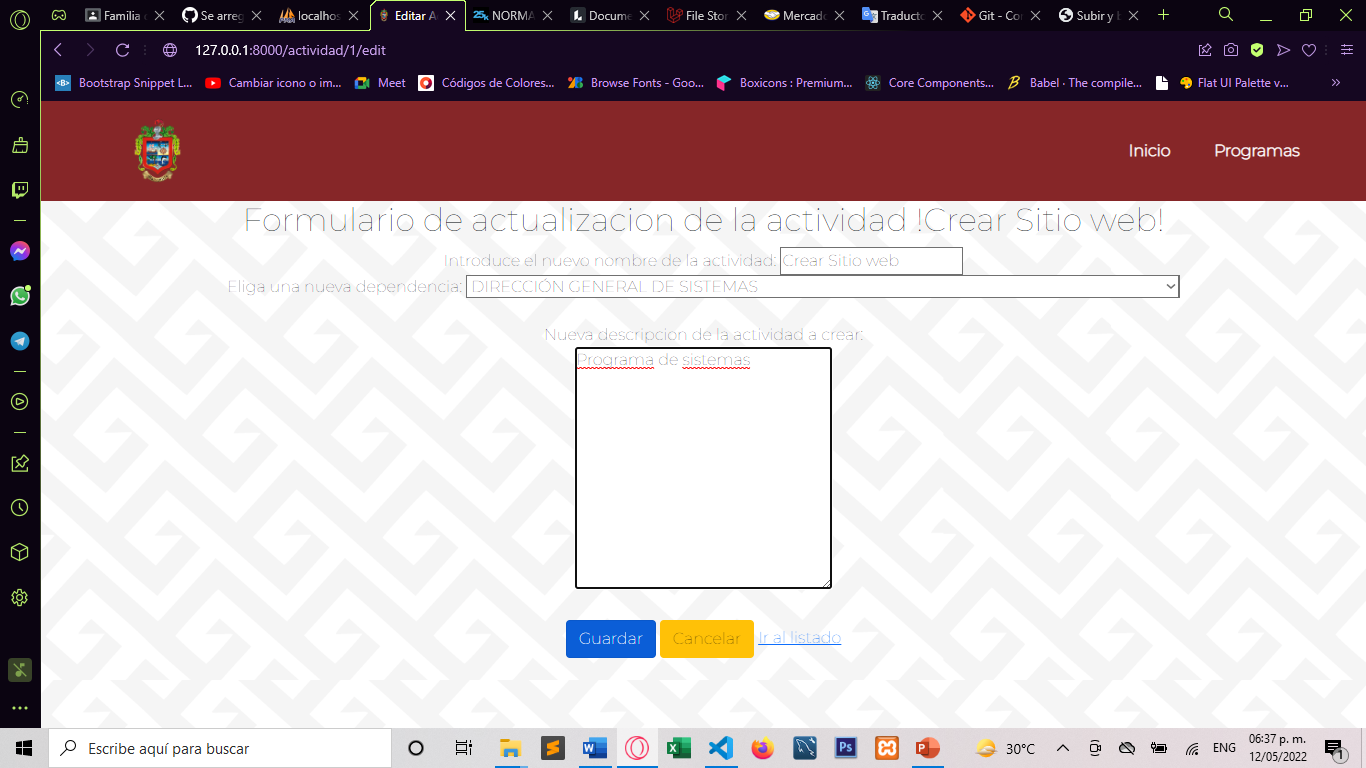 Familia
Se arreg
localhos
Editar A
NORMA
Docume
File Stor
Mercado
Traducto
Git - Co
Subir y b
127.0.0.1:8000/actividad/1/edit
Bootstrap Snippet L...
Cambiar icono o im...
Meet
Códigos de Colores...
Browse Fonts - Goo...
Boxicons : Premium...
Core Components...
Babel · The compile...
Flat UI Palette v...
Inicio
Programas
Formulario de actualizacion de la actividad !Crear Sitio web!
Introduce el nuevo nombre de la actividad: Crear Sitio web
Eliga una nueva dependencia: DIRECCIÓN GENERAL DE SISTEMAS
Nueva descripcion de la actividad a crear:
Programa de sistemas
Guardar
Cancelar
Ir al listado
Escribe aquí para buscar
30°C
ENG
06:37 p. m.
12/05/2022
1